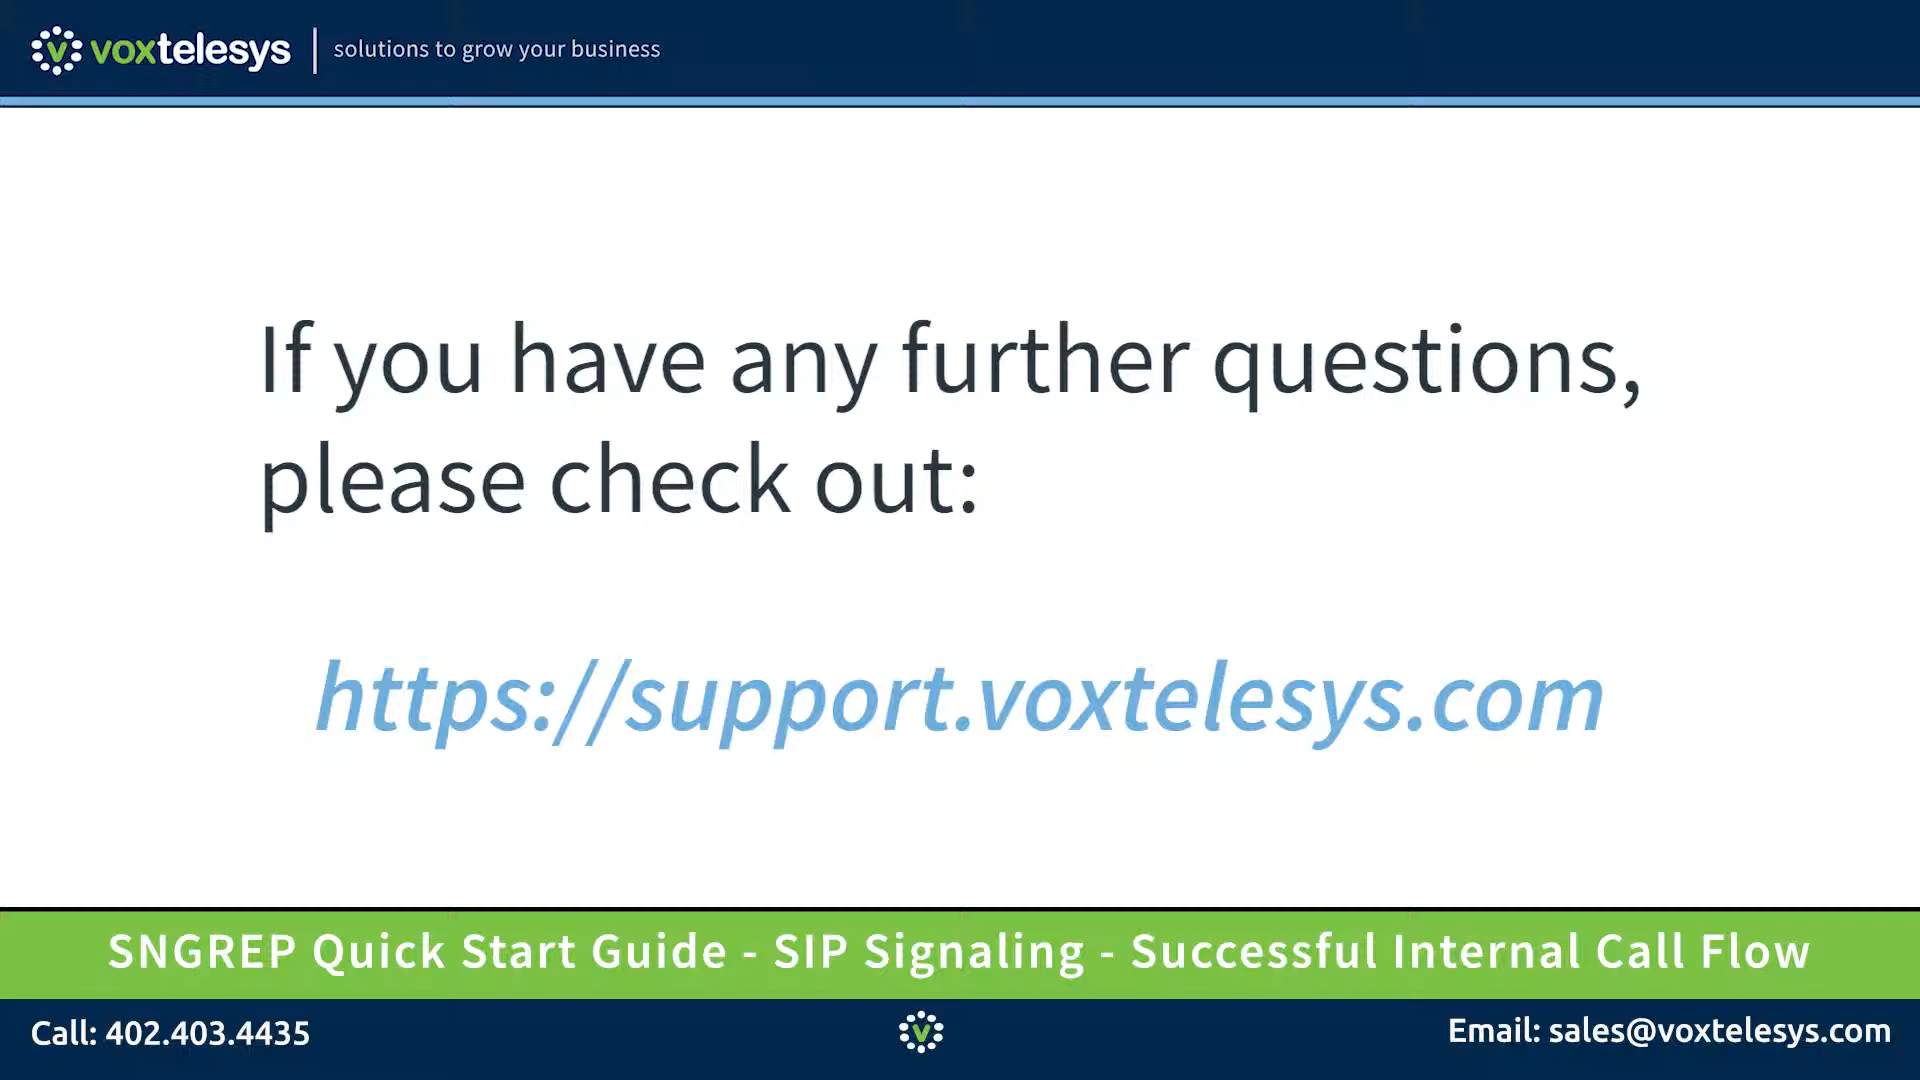 voxtelesys | solutions to grow your business
If you have any further questions,
please check out:
https://support.voxtelesys.com
SNGREP Quick Start Guide - SIP Signaling - Successful Internal Call Flow
Call: 402.403.4435
Email: sales@voxtelesys.com